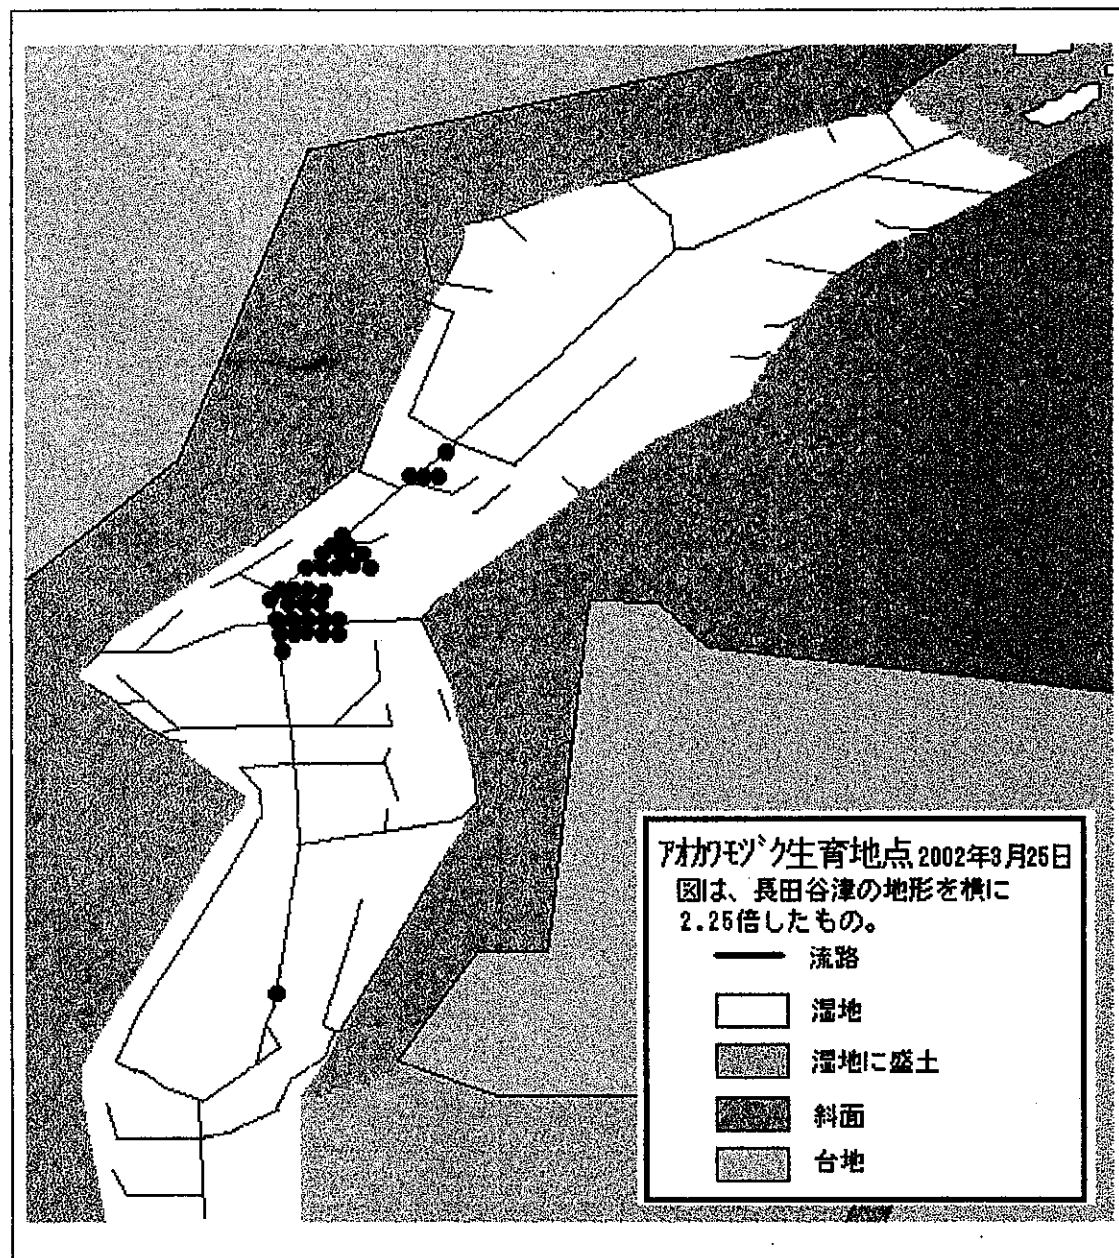 アオカワモヅク生育地点 2002年3月25日
図は、長田谷津の地形を横に
2.25倍したもの。
流路
湿地
湿地に盛土
斜面
台地